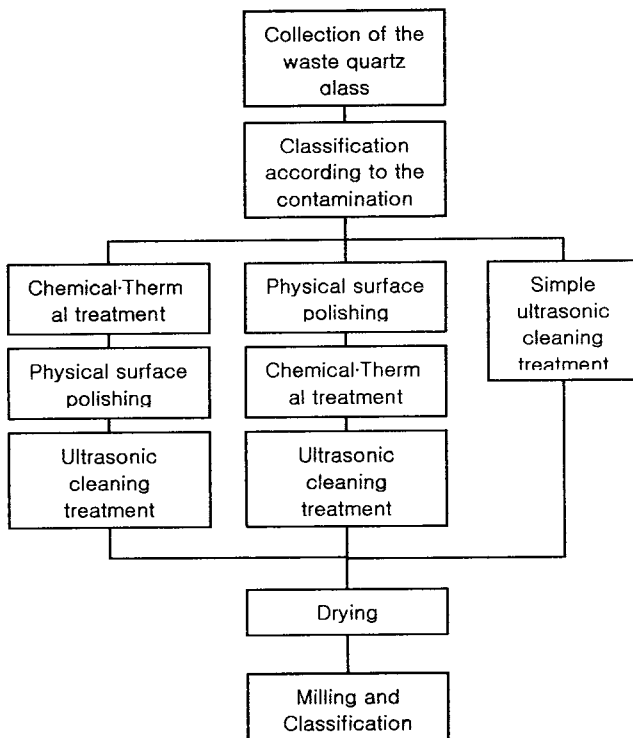 Collection of the
waste quartz
glass
Classification
according to the
contamination
Chemical·Therm
al treatment
Physical surface
polishing
Ultrasonic
cleaning
treatment
Physical surface
polishing
Chemical·Therm
al treatment
Ultrasonic
cleaning
treatment
Simple
ultrasonic
cleaning
treatment
Drying
Milling and
Classification